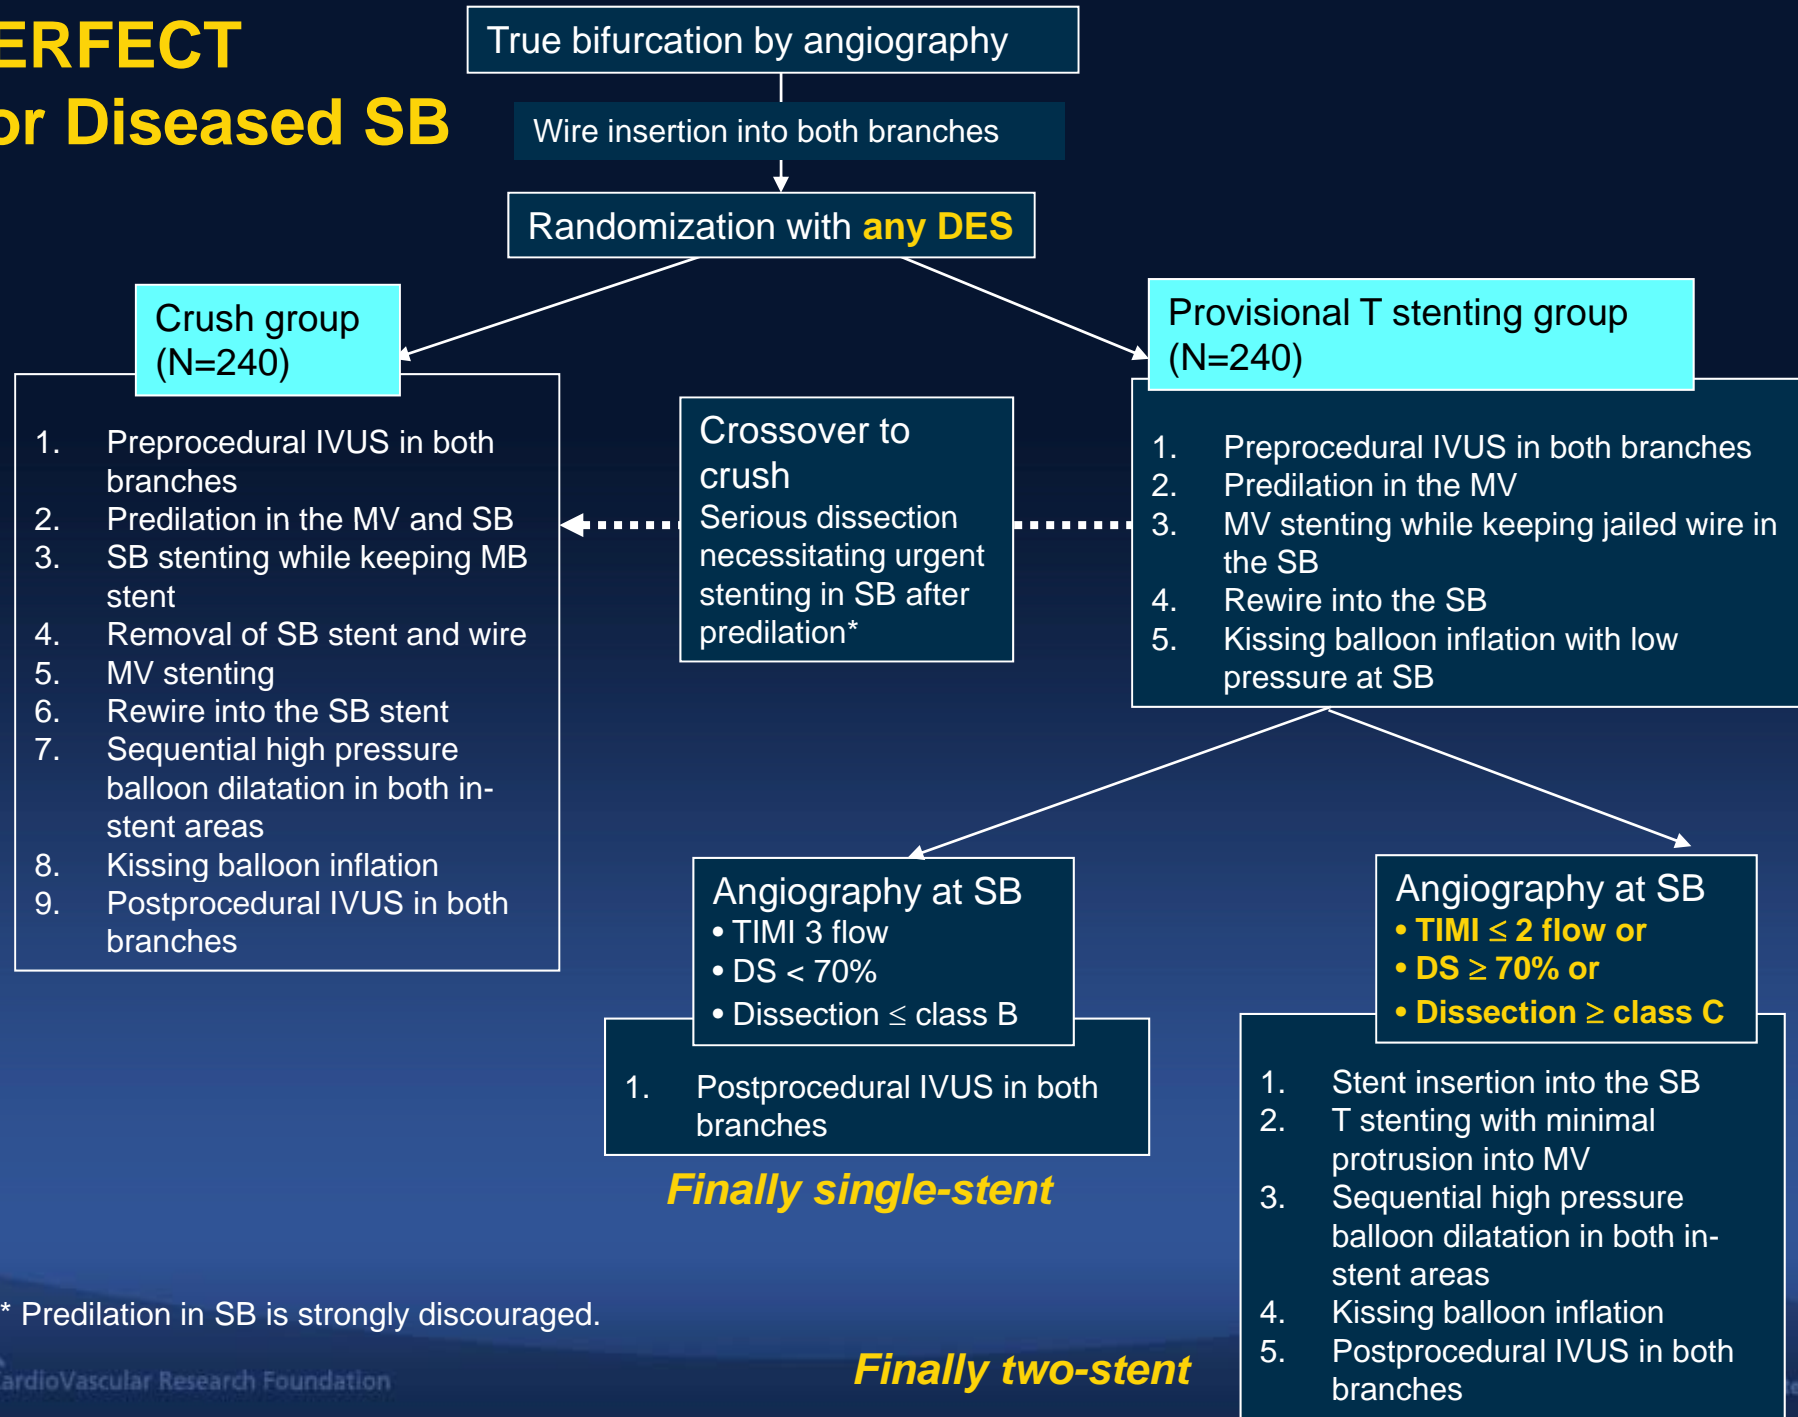 ERFECT
or Diseased SB
True bifurcation by angiography
Wire insertion into both branches
Randomization with any DES
Crush group
(N=240)
1. Preprocedural IVUS in both
branches
2. Predilation in the MV and SB
3. SB stenting while keeping MB
stent
4. Removal of SB stent and wire
5. MV stenting
6. Rewire into the SB stent
7. Sequential high pressure
balloon dilatation in both in-
stent areas
8. Kissing balloon inflation
9. Postprocedural IVUS in both
branches
Crossover to
crush
Serious dissection
necessitating urgent
stenting in SB after
predilation*
Provisional T stenting group
(N=240)
1. Preprocedural IVUS in both branches
2. Predilation in the MV
3. MV stenting while keeping jailed wire in
the SB
4. Rewire into the SB
5. Kissing balloon inflation with low
pressure at SB
Angiography at SB
• TIMI 3 flow
• DS < 70%
• Dissection ≤ class B
1. Postprocedural IVUS in both
branches
Finally single-stent
Angiography at SB
• TIMI ≤ 2 flow or
• DS ≥ 70% or
• Dissection ≥ class C
1. Stent insertion into the SB
2. T stenting with minimal
protrusion into MV
3. Sequential high pressure
balloon dilatation in both in-
stent areas
4. Kissing balloon inflation
5. Postprocedural IVUS in both
branches
Finally two-stent
* Predilation in SB is strongly discouraged.
ardioVascular Research Foundation